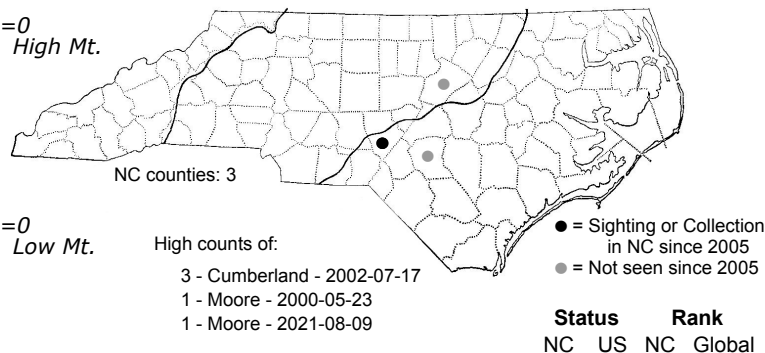 =0
High Mt.
NC counties: 3
=0
Low Mt.
High counts of:
3 - Cumberland - 2002-07-17
1 - Moore - 2000-05-23
1 - Moore - 2021-08-09
● = Sighting or Collection
in NC since 2005
● = Not seen since 2005
Status Rank
NC US NC Global